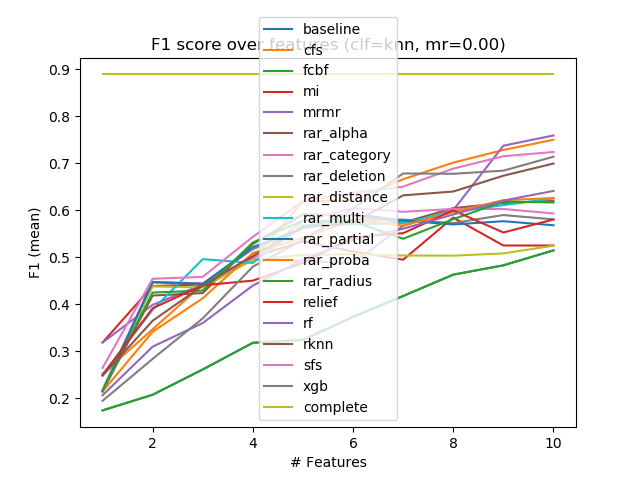 F1 score over features (clf=knn, mr=0.00)
baseline
cfs
fcbf
mi
mrmr
rar_alpha
rar_category
rar_deletion
rar_distance
rar_multi
rar_partial
rar_proba
rar_radius
relief
rf
rknn
sfs
xgb
complete
0.9
0.8
0.7
0.6
0.5
0.4
0.3
0.2
F1 (mean)
2 4 6 8 10
# Features